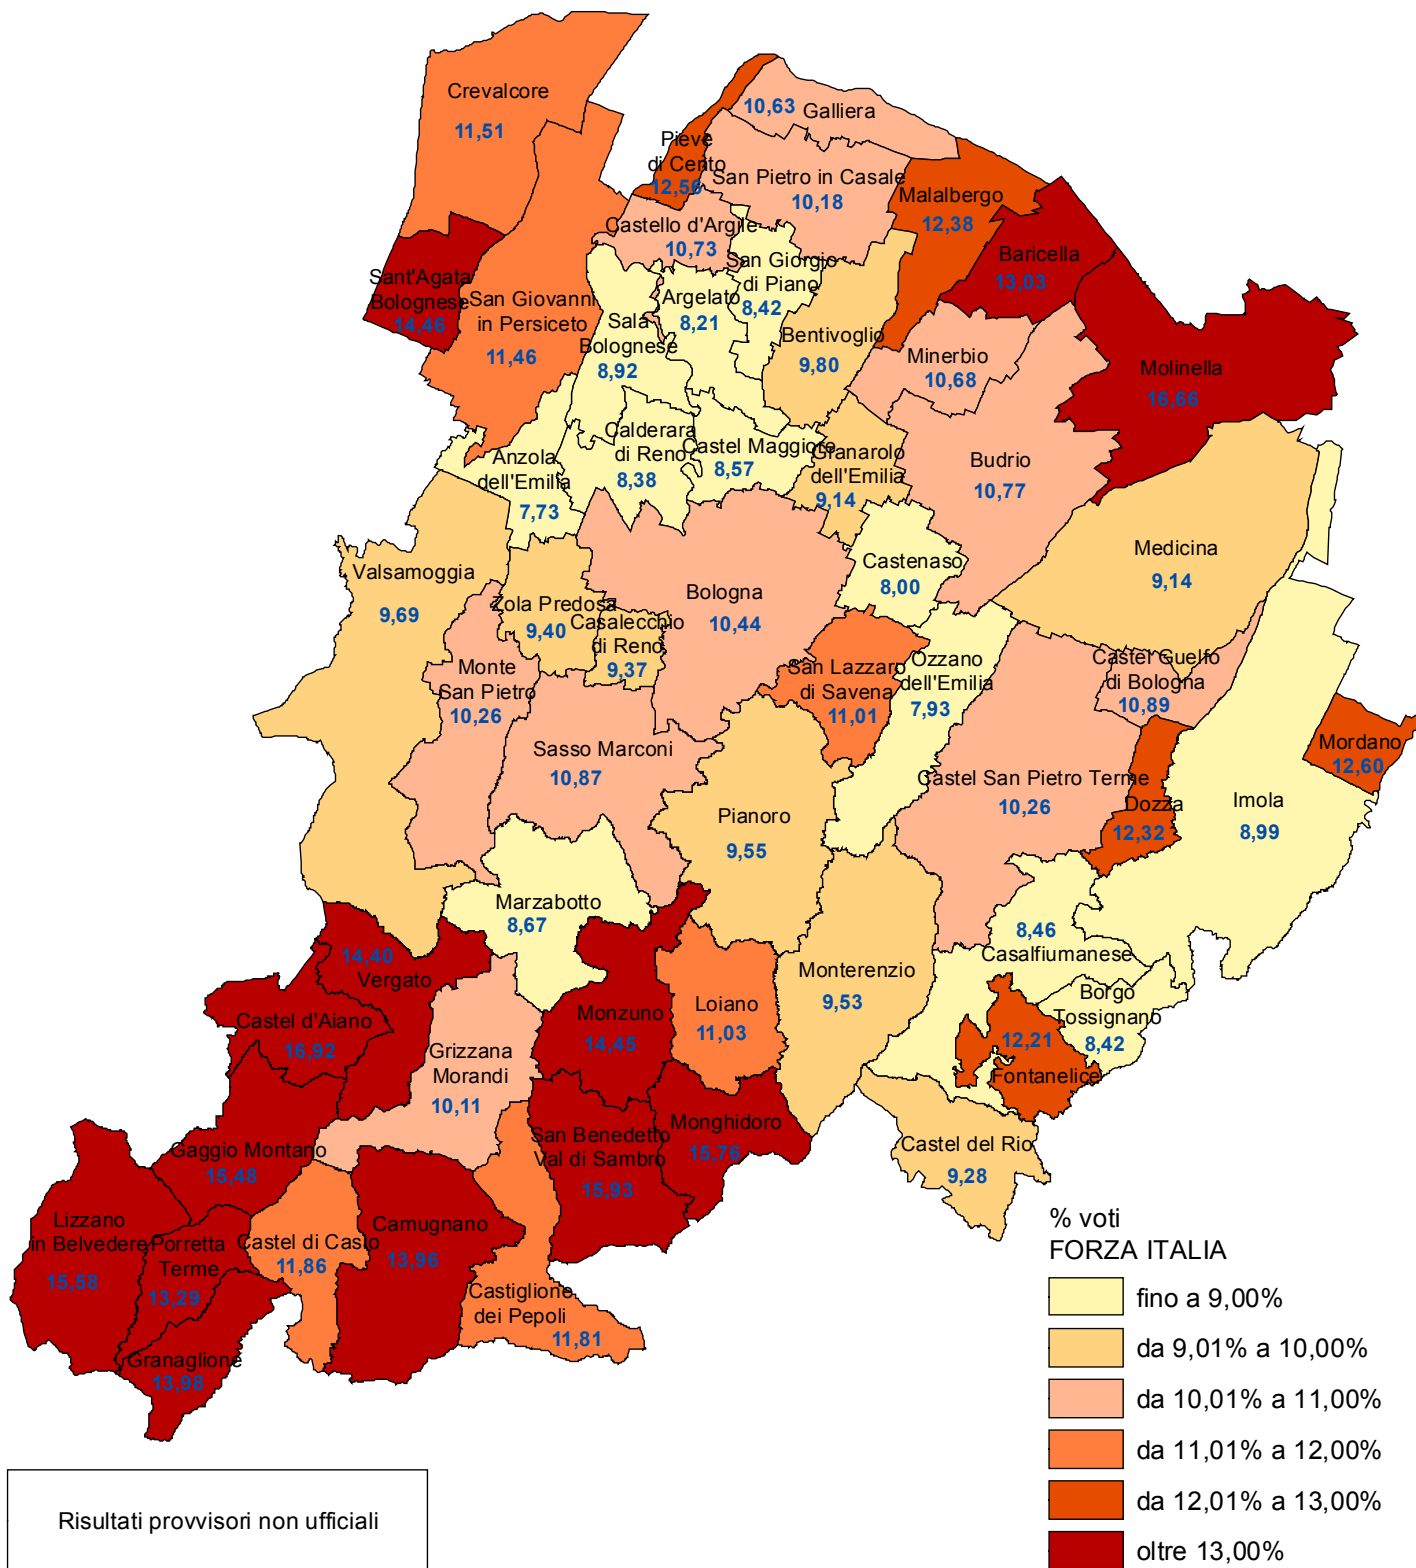 Crevalcore
11,51
10,63
Galliera
Pieve
di Cento
12,56
San Pietro in Casale
10,18
Malalbergo
12,38
Castello d'Argile
10,73
Baricella
13,03
Sant'Agata
Bolognese
14,46
San Giovanni
in Persiceto
11,46
San Giorgio
di Piano
8,42
Argelato
8,21
Sala
Bolognese
8,92
Bentivoglio
9,80
Minerbio
10,68
Molinella
16,66
Calderara
di Reno
8,38
Castel Maggiore
8,57
Granarolo
dell'Emilia
9,14
Budrio
10,77
Anzola
dell'Emilia
7,73
Medicina
9,14
Castenaso
8,00
Valsamoggia
9,69
Bologna
10,44
Zola Predosa
9,40
Casalecchio
di Reno
9,37
Monte
San Pietro
10,26
San Lazzaro
di Savena
11,01
Ozzano
dell'Emilia
7,93
Castel Guelfo
di Bologna
10,89
Sasso Marconi
10,87
Mordano
12,60
Castel San Pietro Terme
10,26
Dozza
12,32
Imola
8,99
Pianoro
9,55
Marzabotto
8,67
8,46
Casalfiumanese
14,40
Vergato
Monterenzio
9,53
Borgo
Tossignano
8,42
Castel d'Aiano
16,92
Monzuno
14,45
Loiano
11,03
12,21
Fontanelice
Grizzana
Morandi
10,11
San Benedetto
Val di Sambro
15,93
Monghidoro
15,76
Castel del Rio
9,28
Gaggio Montano
15,48
Lizzano
in Belvedere
15,58
Porretta
Terme
13,29
Castel di Casio
11,86
Camugnano
13,96
Castiglione
dei Pepoli
11,81
Granaglione
13,98
% voti
FORZA ITALIA
fino a 9,00%
da 9,01% a 10,00%
da 10,01% a 11,00%
da 11,01% a 12,00%
da 12,01% a 13,00%
oltre 13,00%
Risultati provvisori non ufficiali